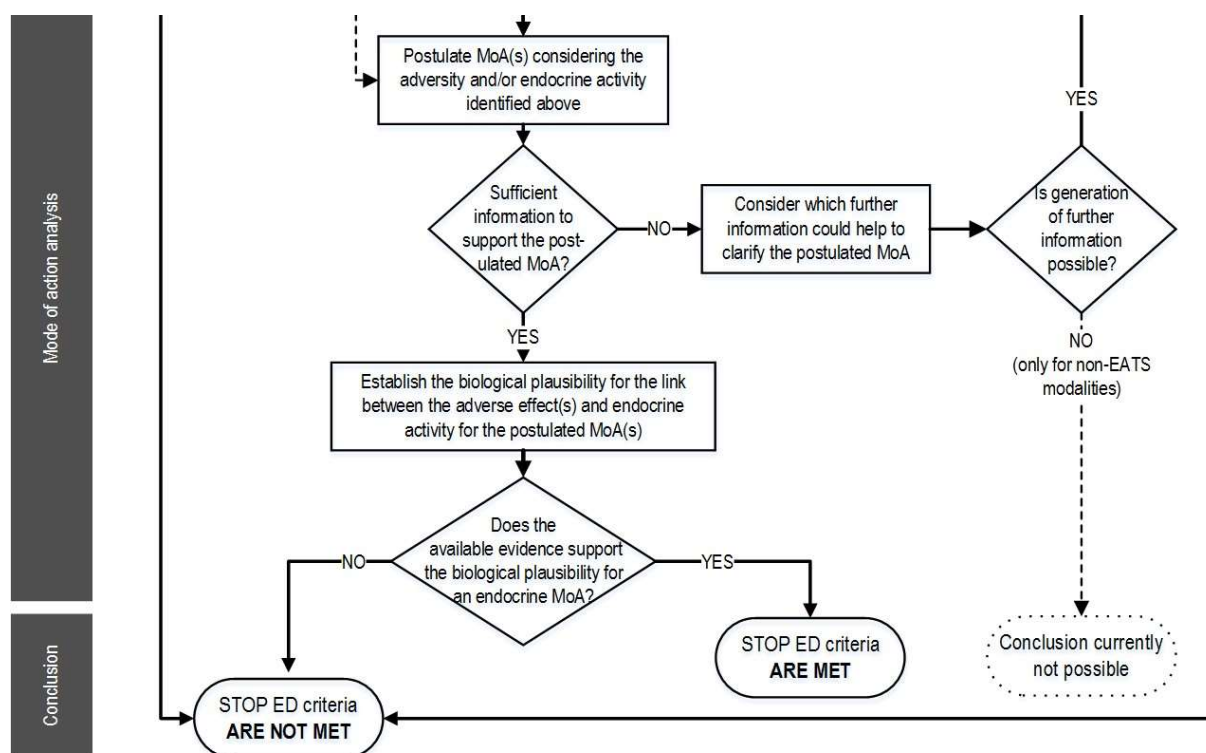 Mode of action analysis
Postulate MoA(s) considering the
adversity and/or endocrine activity
identified above
YES
Sufficient
information to
support the post-
ulated MoA?
NO
Consider which further
information could help to
clarify the postulated MoA
Is generation
of further
information
possible?
YES
NO
(only for non-EATS
modalities)
Establish the biological plausibility for the link
between the adverse effect(s) and endocrine
activity for the postulated MoA(s)
Does the
available evidence support
the biological plausibility for
an endocrine MoA?
NO
YES
Conclusion
STOP ED criteria
ARE MET
Conclusion currently
not possible
STOP ED criteria
ARE NOT MET